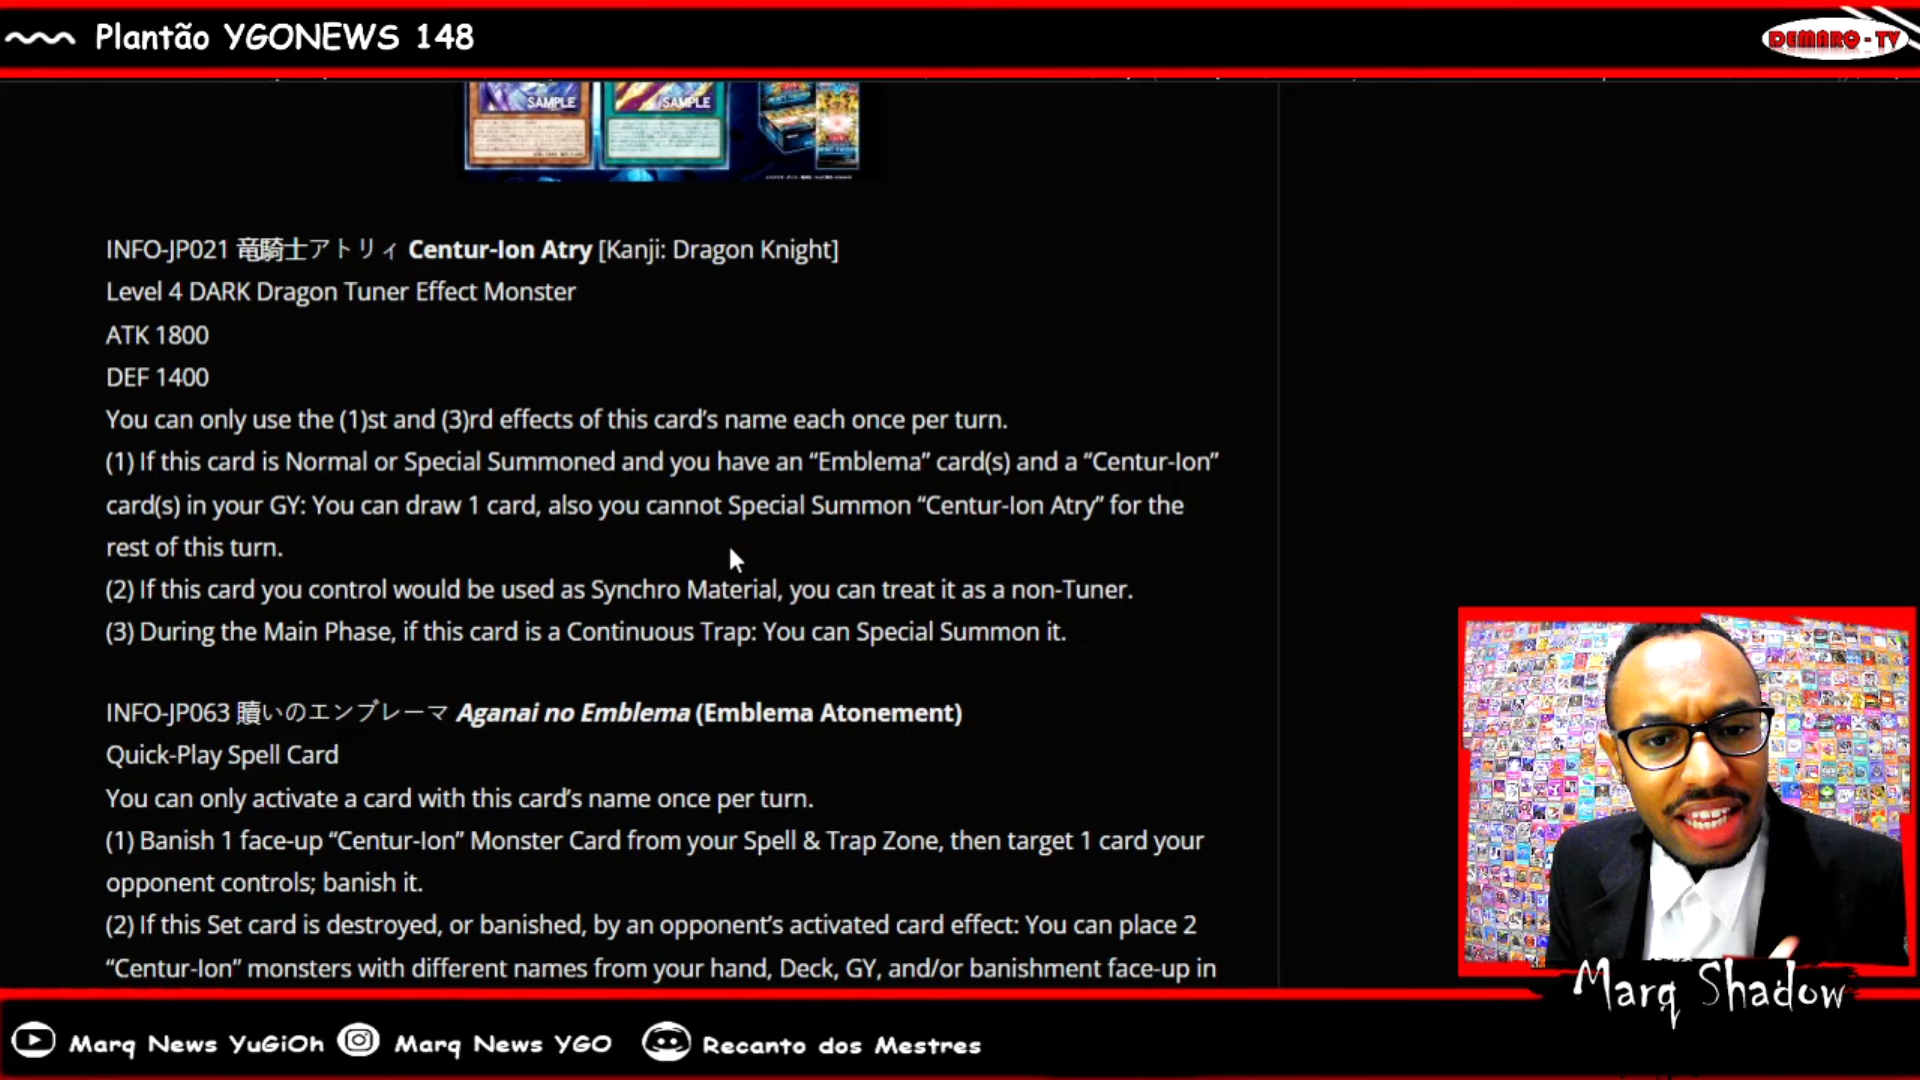 Plantão YGONEWS 148
DEMARQ-TV
SAMPLE
SAMPLE
INFO-JP021 竜騎士アトリィ Centur-Ion Atry [Kanji: Dragon Knight]
Level 4 DARK Dragon Tuner Effect Monster
ATK 1800
DEF 1400
You can only use the (1)st and (3)rd effects of this card’s name each once per turn.
(1) If this card is Normal or Special Summoned and you have an “Emblema” card(s) and a “Centur-Ion”
card(s) in your GY: You can draw 1 card, also you cannot Special Summon “Centur-Ion Atry” for the
rest of this turn.
(2) If this card you control would be used as Synchro Material, you can treat it as a non-Tuner.
(3) During the Main Phase, if this card is a Continuous Trap: You can Special Summon it.
INFO-JP063 贖いのエンブレーマ Aganai no Emblema (Emblema Atonement)
Quick-Play Spell Card
You can only activate a card with this card’s name once per turn.
(1) Banish 1 face-up “Centur-Ion” Monster Card from your Spell & Trap Zone, then target 1 card your
opponent controls; banish it.
(2) If this Set card is destroyed, or banished, by an opponent’s activated card effect: You can place 2
“Centur-Ion” monsters with different names from your hand, Deck, GY, and/or banishment face-up in
Marq Shadow
Marq News YuGiOh
Marq News YGO
Recanto dos Mestres